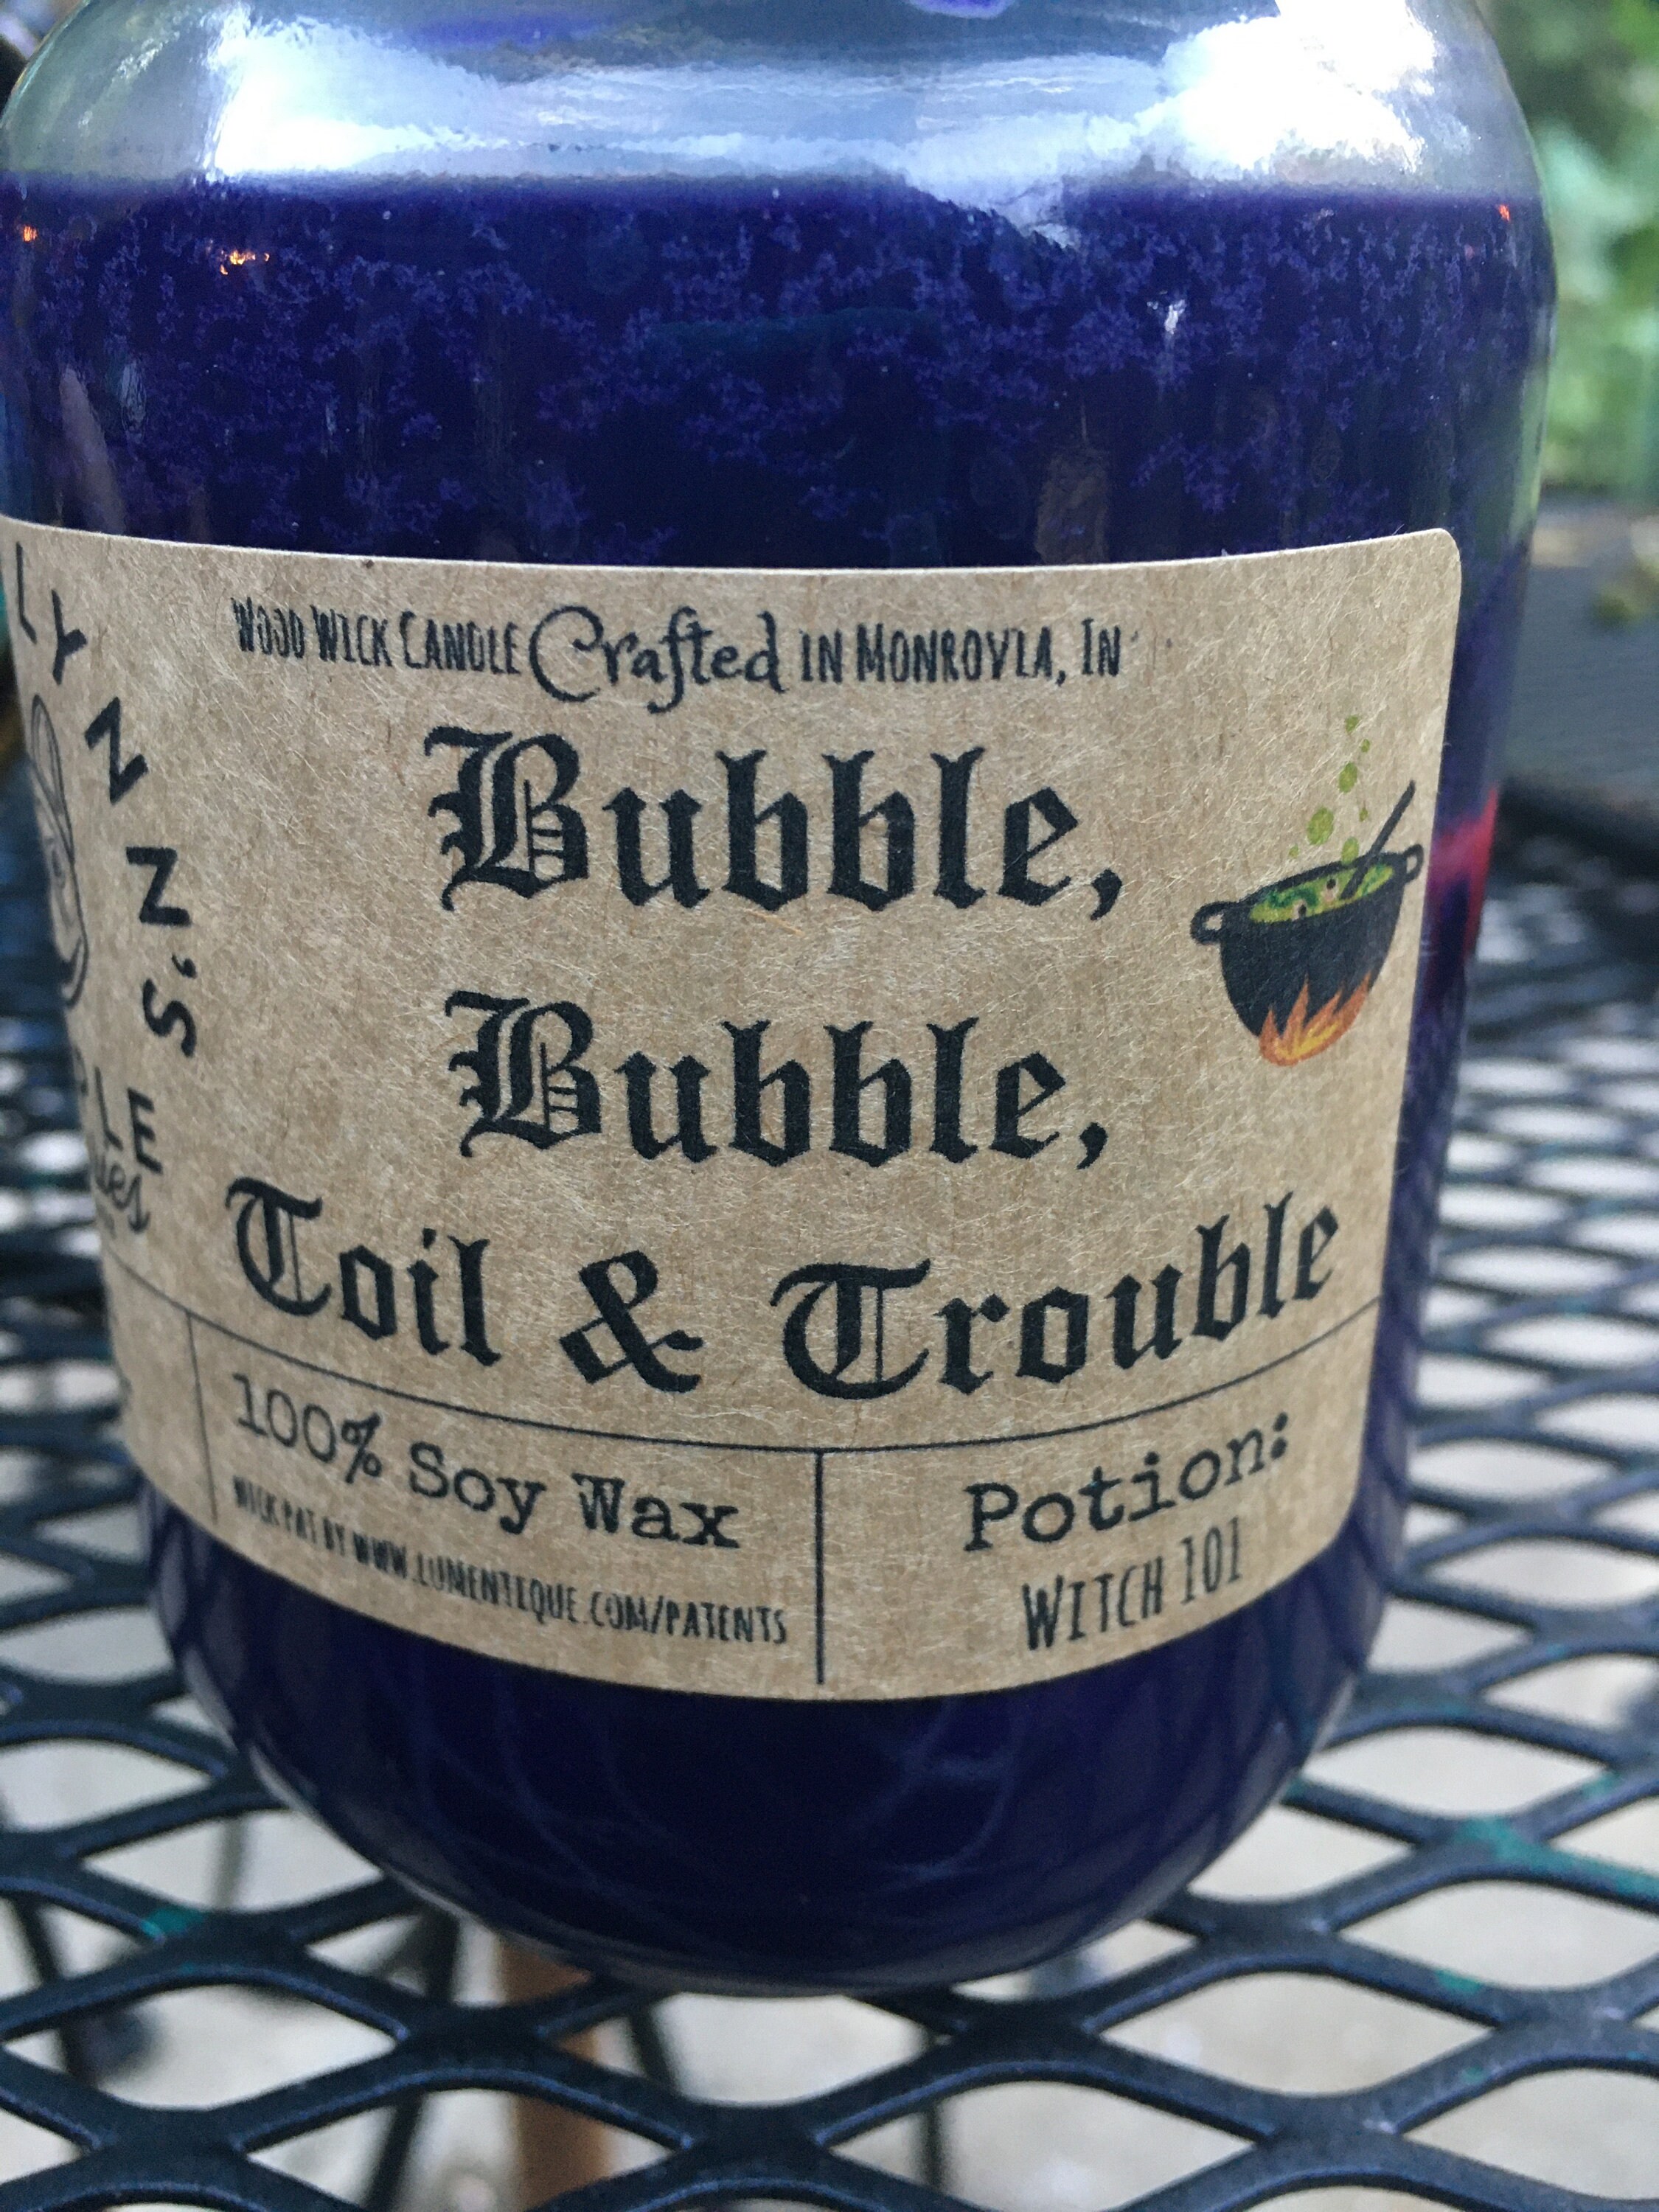 LYNN'S
WOOD WICK CANDLE Crafted IN MONROVIA, IN
Bubble,
Bubble,
Toil & Trouble
100% Soy Wax
WICK PAT BY WWW.LUMENTIQUE.COM/PATENTS
Potion:
WITCH 101